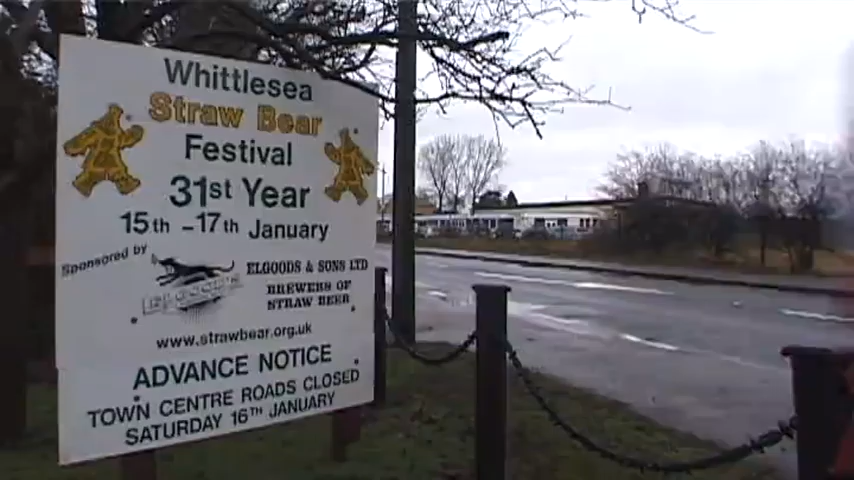 Whittlesea
Straw Bear
Festival
31st Year
15th - 17th January
Sponsored by
ELGOODS
ELGOODS & SONS LTD
BREWERS OF
STRAW BEER
www.strawbear.org.uk
ADVANCE NOTICE
TOWN CENTRE ROADS CLOSED
SATURDAY 16TH JANUARY